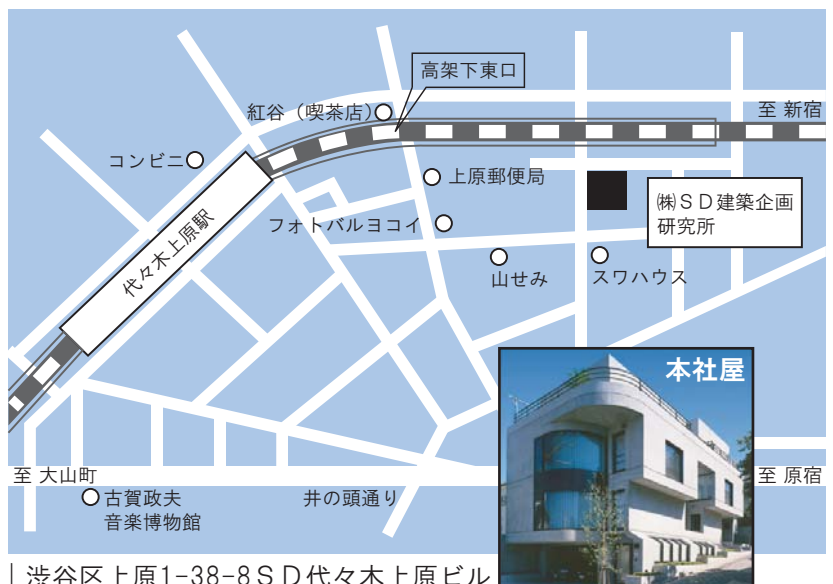 高架下東口
至 新宿
紅谷（喫茶店）
コンビニ
上原郵便局
㈱ＳＤ建築企画
研究所
代々木上原駅
フォトバルヨコイ
山せみ
スワハウス
本社屋
至 大山町
至 原宿
古賀政夫
音楽博物館
井の頭通り
渋谷区上原1-38-8ＳＤ代々木上原ビル